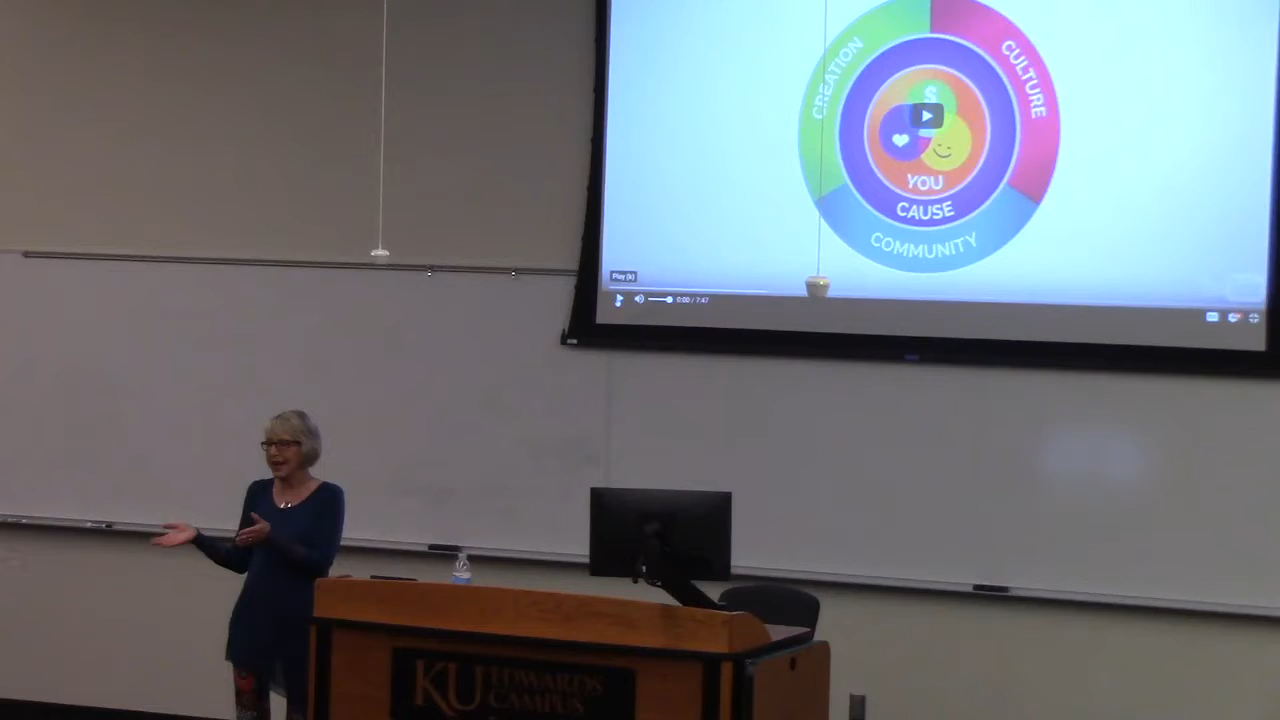 CREATION
CULTURE
$
YOU
CAUSE
COMMUNITY
Play (k)
0:00 / 7:47
KU EDWARDS
CAMPUS